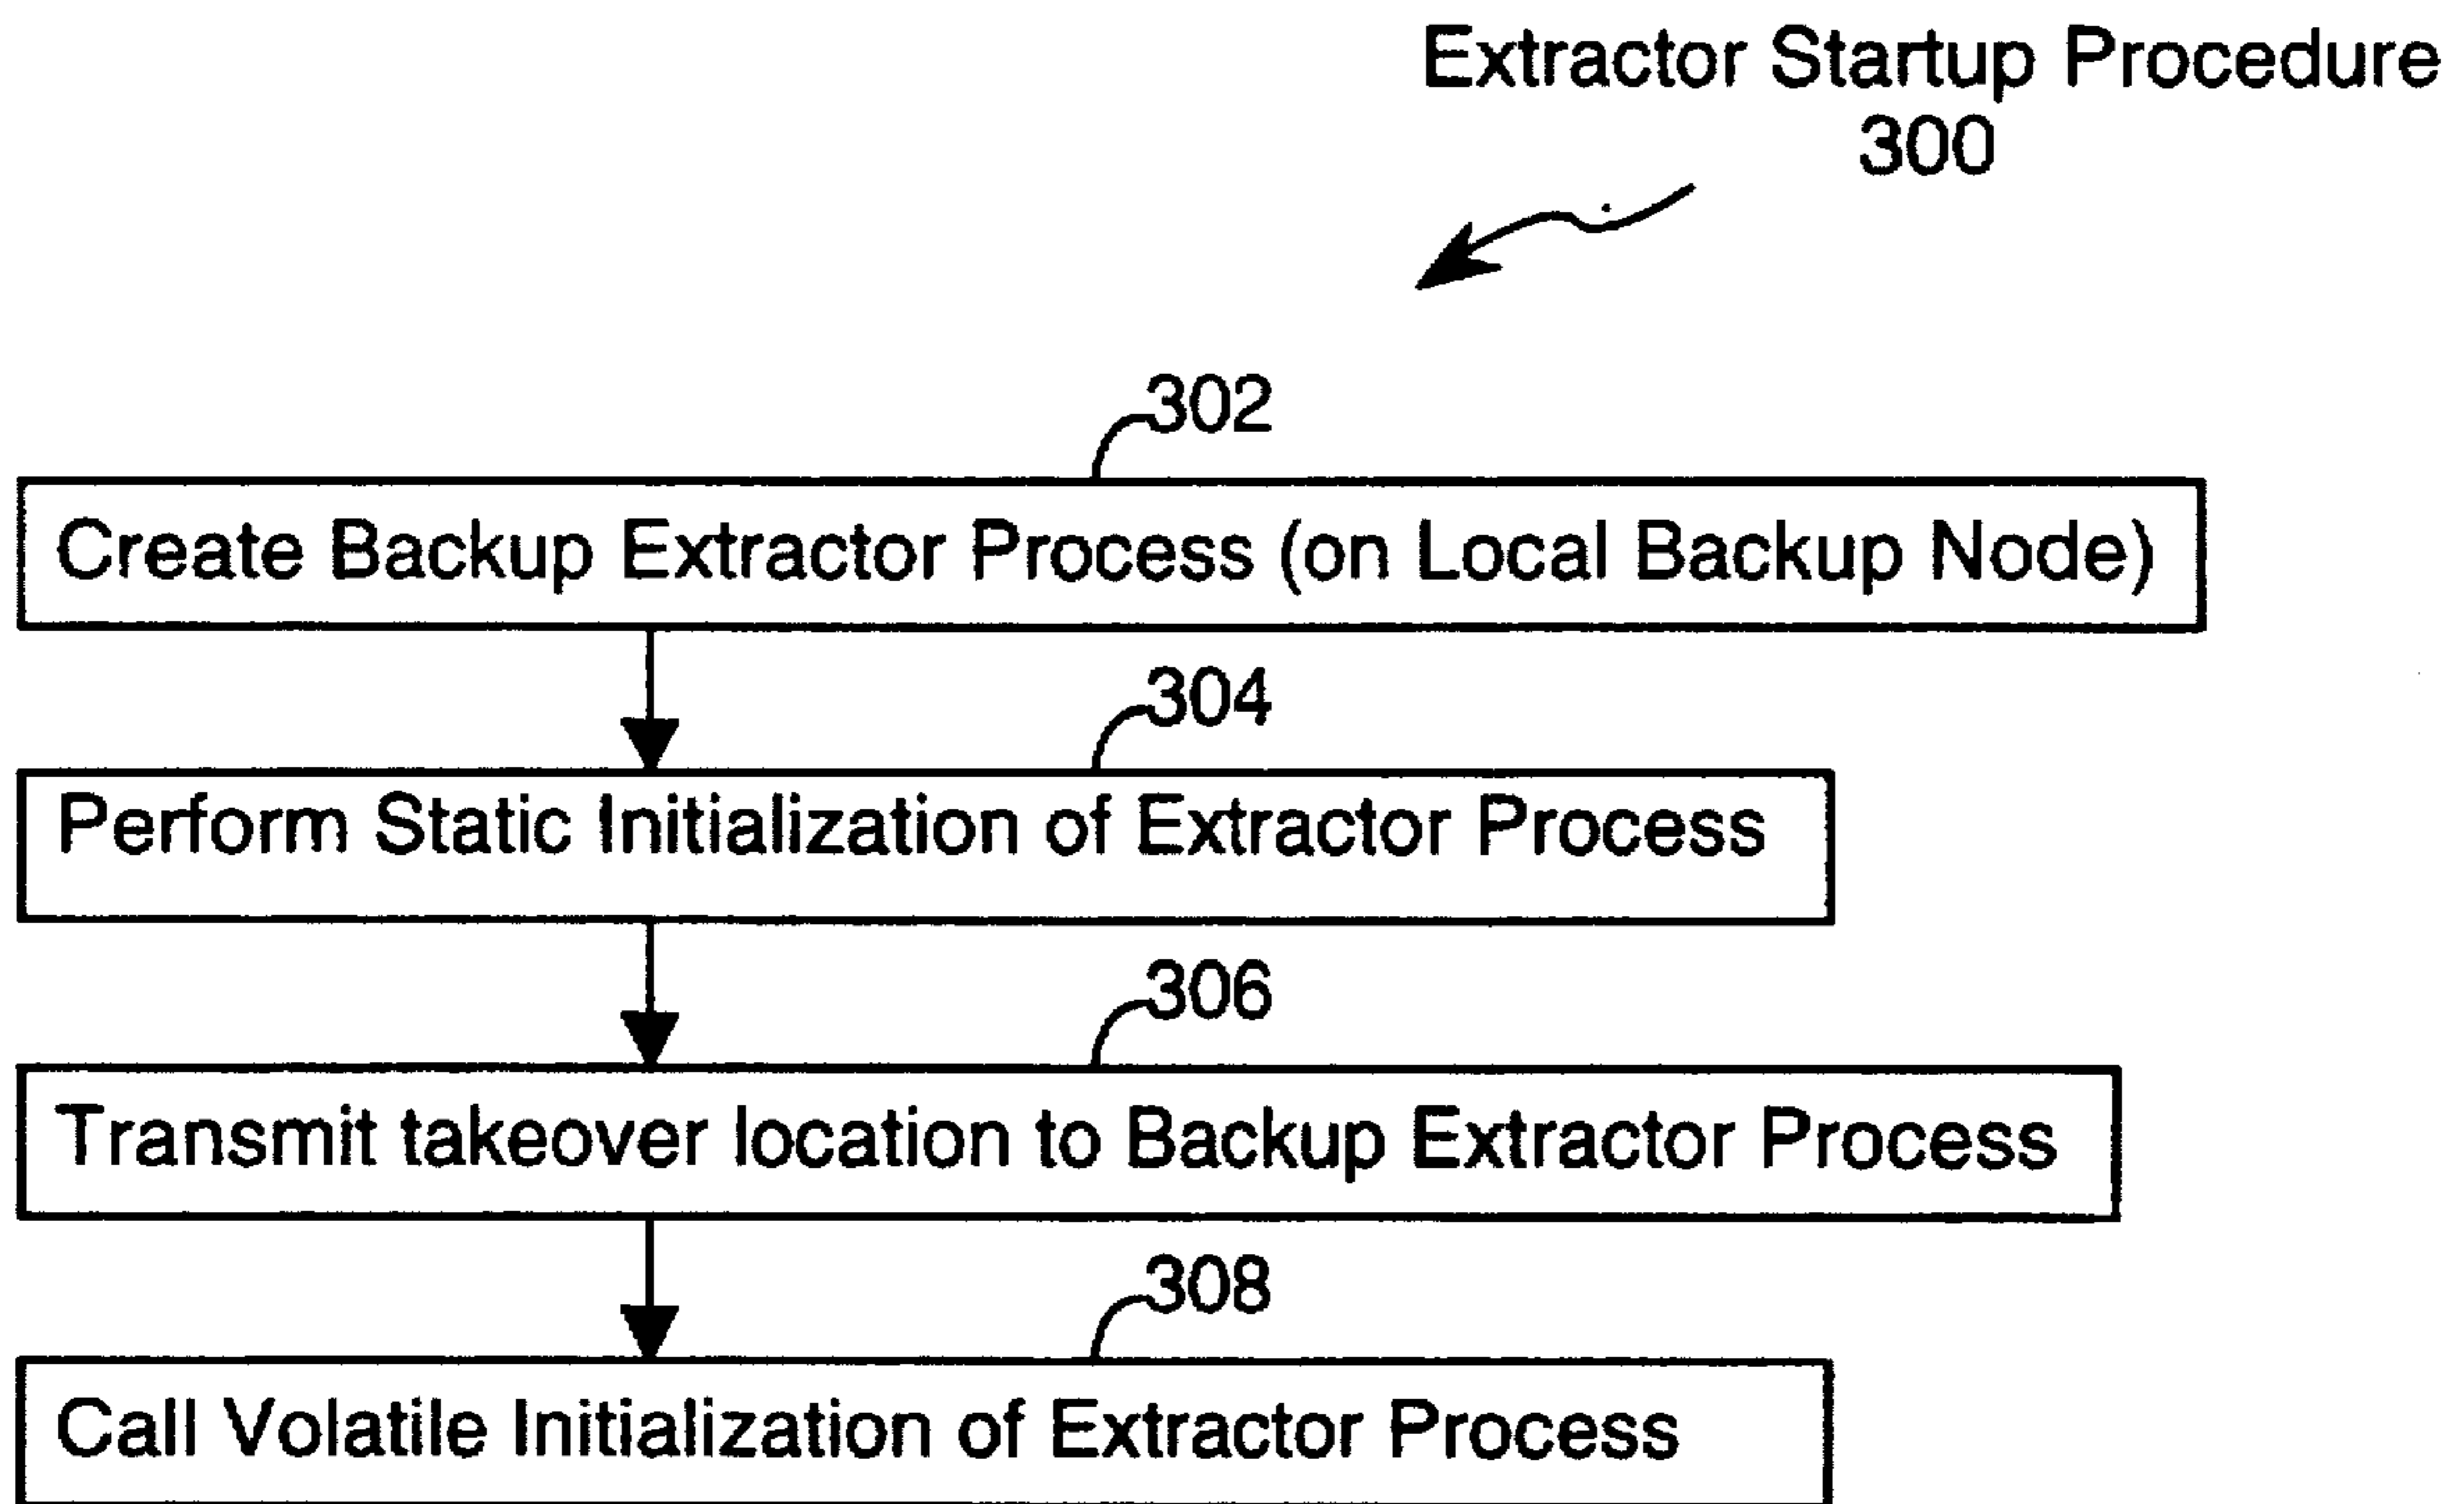 Extractor Startup Procedure
300
302
Create Backup Extractor Process (on Local Backup Node)
304
Perform Static Initialization of Extractor Process
306
Transmit takeover location to Backup Extractor Process
308
Call Volatile Initialization of Extractor Process